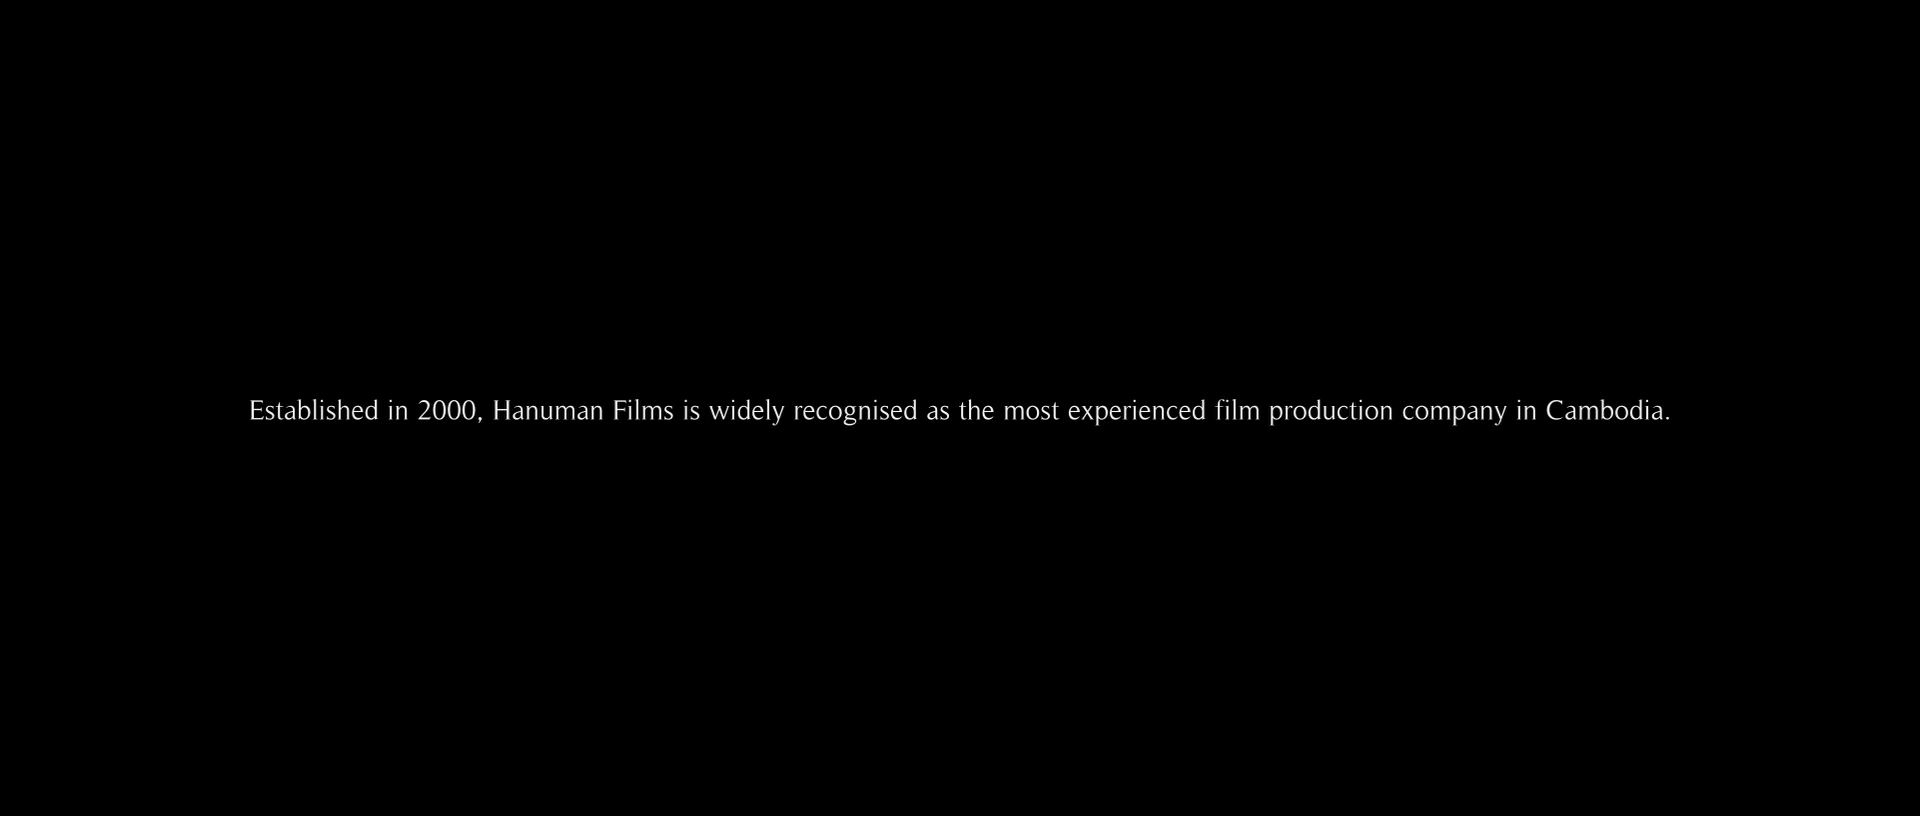 Established in 2000, Hanuman Films is widely recognised as the most experienced film production company in Cambodia.